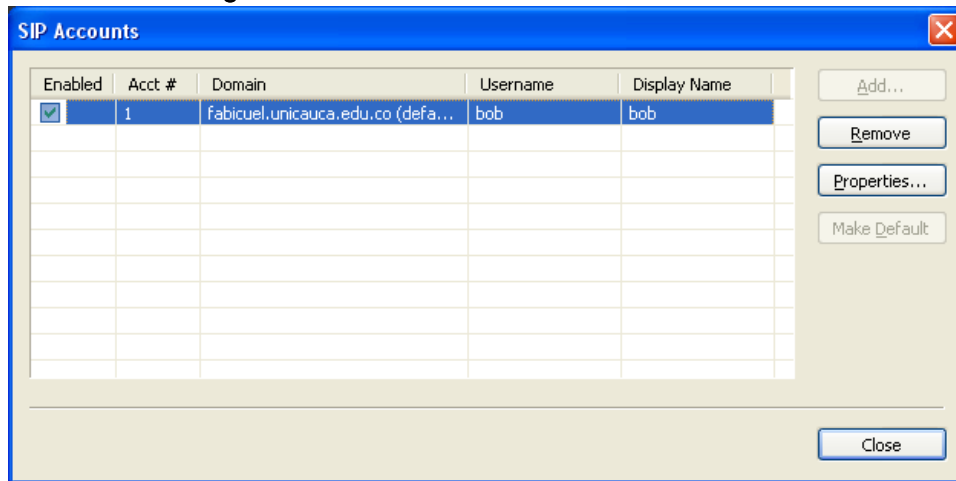 SIP Accounts
Enabled Acct # Domain Username Display Name
1 fabicuel.unicauca.edu.co (defa... bob bob
Add...
Remove
Properties...
Make Default
Close